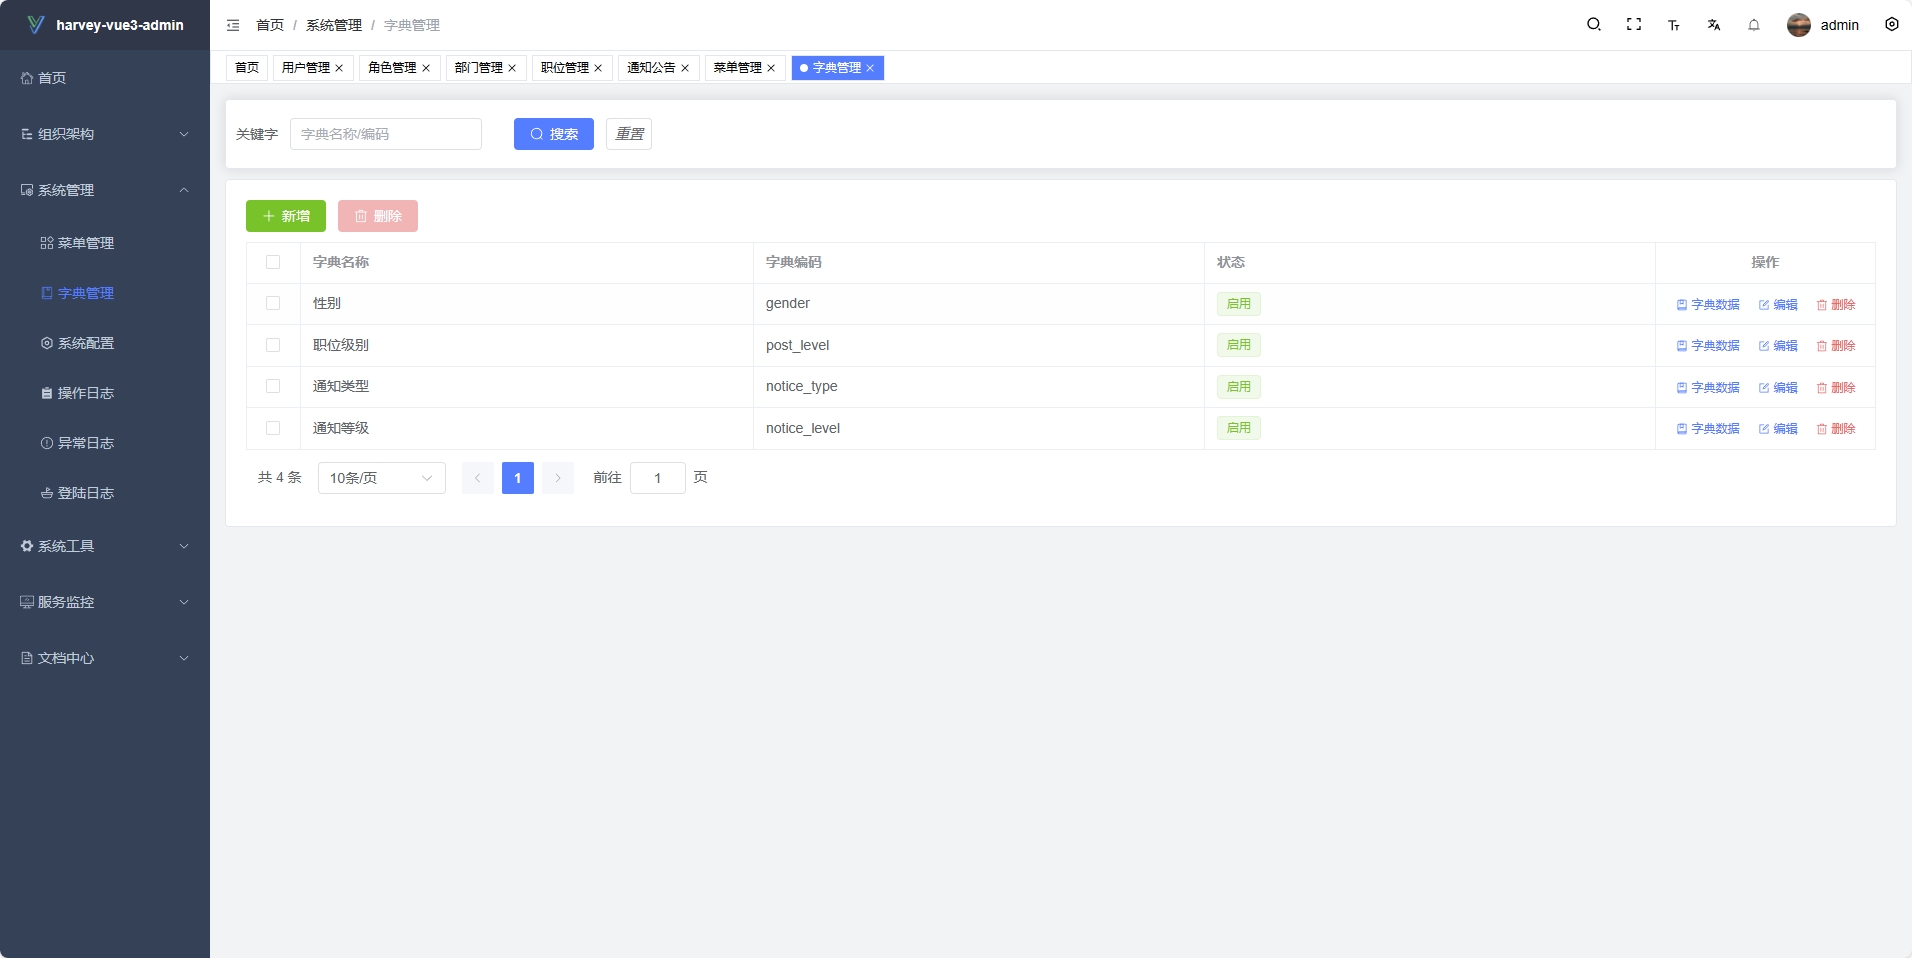 harvey-vue3-admin
首页 / 系统管理 / 字典管理
admin
首页
组织架构
系统管理
菜单管理
字典管理
系统配置
操作日志
异常日志
登陆日志
系统工具
服务监控
文档中心
首页 用户管理 角色管理 部门管理 职位管理 通知公告 菜单管理 字典管理
关键字 字典名称/编码 搜索 重置
新增 删除
字典名称 字典编码 状态 操作
性别 gender 启用 字典数据 编辑 删除
职位级别 post_level 启用 字典数据 编辑 删除
通知类型 notice_type 启用 字典数据 编辑 删除
通知等级 notice_level 启用 字典数据 编辑 删除
共 4 条 10条/页 1 前往 1 页